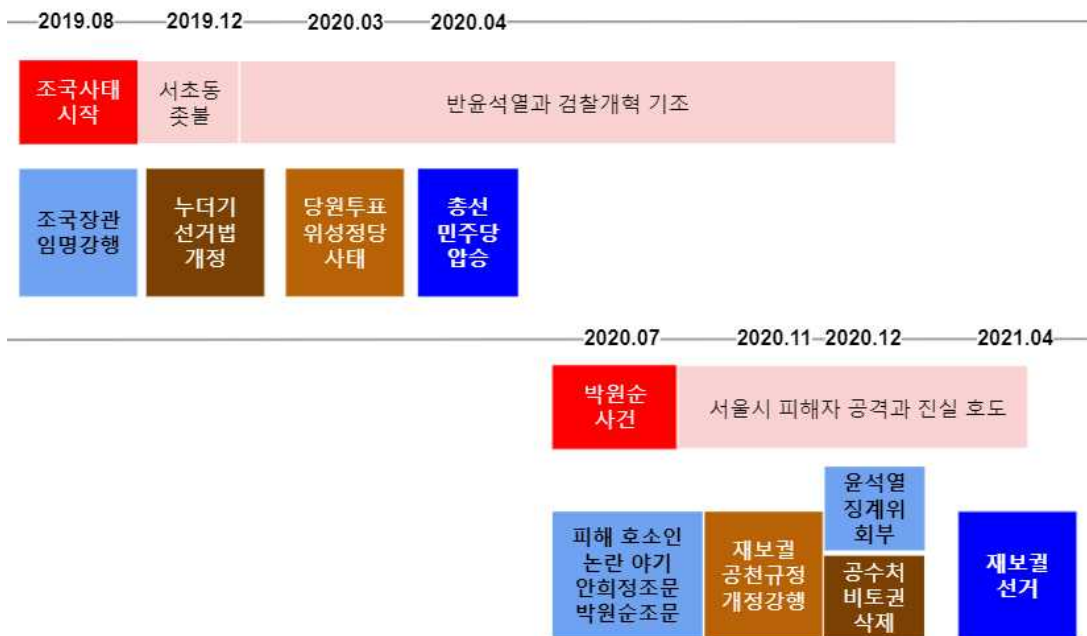 2019.08
2019.12
2020.03
2020.04
조국사태
시작
서초동
촛불
반윤석열과 검찰개혁 기조
조국장관
임명강행
누더기
선거법
개정
당원투표
위성정당
사태
총선
민주당
압승
2020.07
2020.11
2020.12
2021.04
박원순
사건
서울시 피해자 공격과 진실 호도
피해 호소인
논란 야기
안희정조문
박원순조문
재보궐
공천규정
개정강행
윤석열
징계위
회부
공수처
비토권
삭제
재보궐
선거